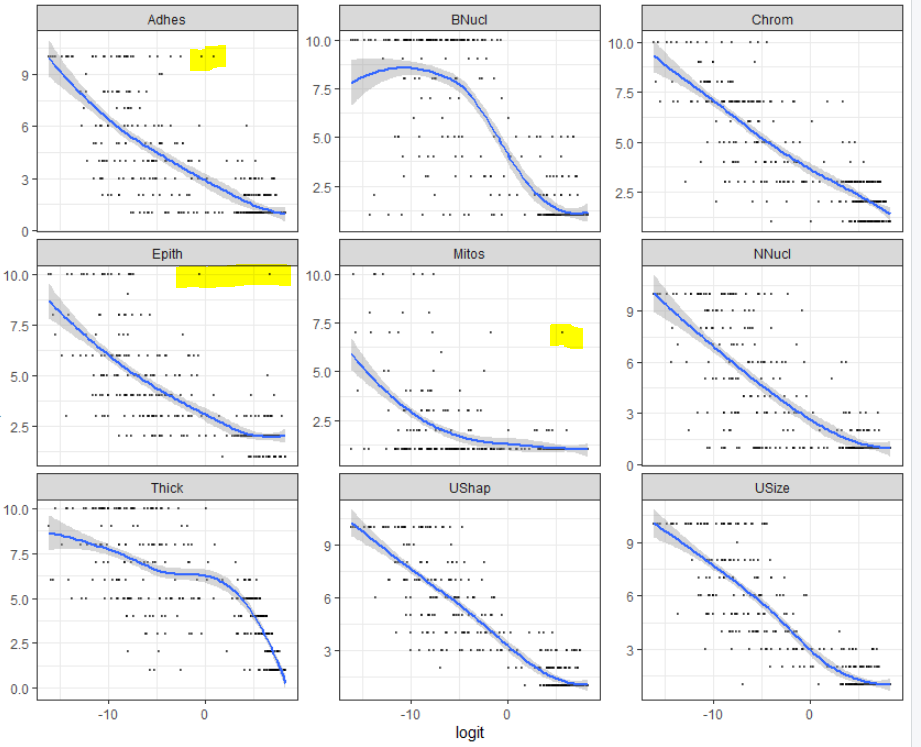 Adhes BNucl Chrom
9 6 3 0
10.0 7.5 5.0 2.5
10.0 7.5 5.0 2.5
Epith Mitos NNucl
10.0 7.5 5.0 2.5
10.0 7.5 5.0 2.5
9 6 3 0
Thick UShap USize
10.0 7.5 5.0 2.5 0.0
9 6 3
9 6 3
-10 0 -10 0 -10 0
logit